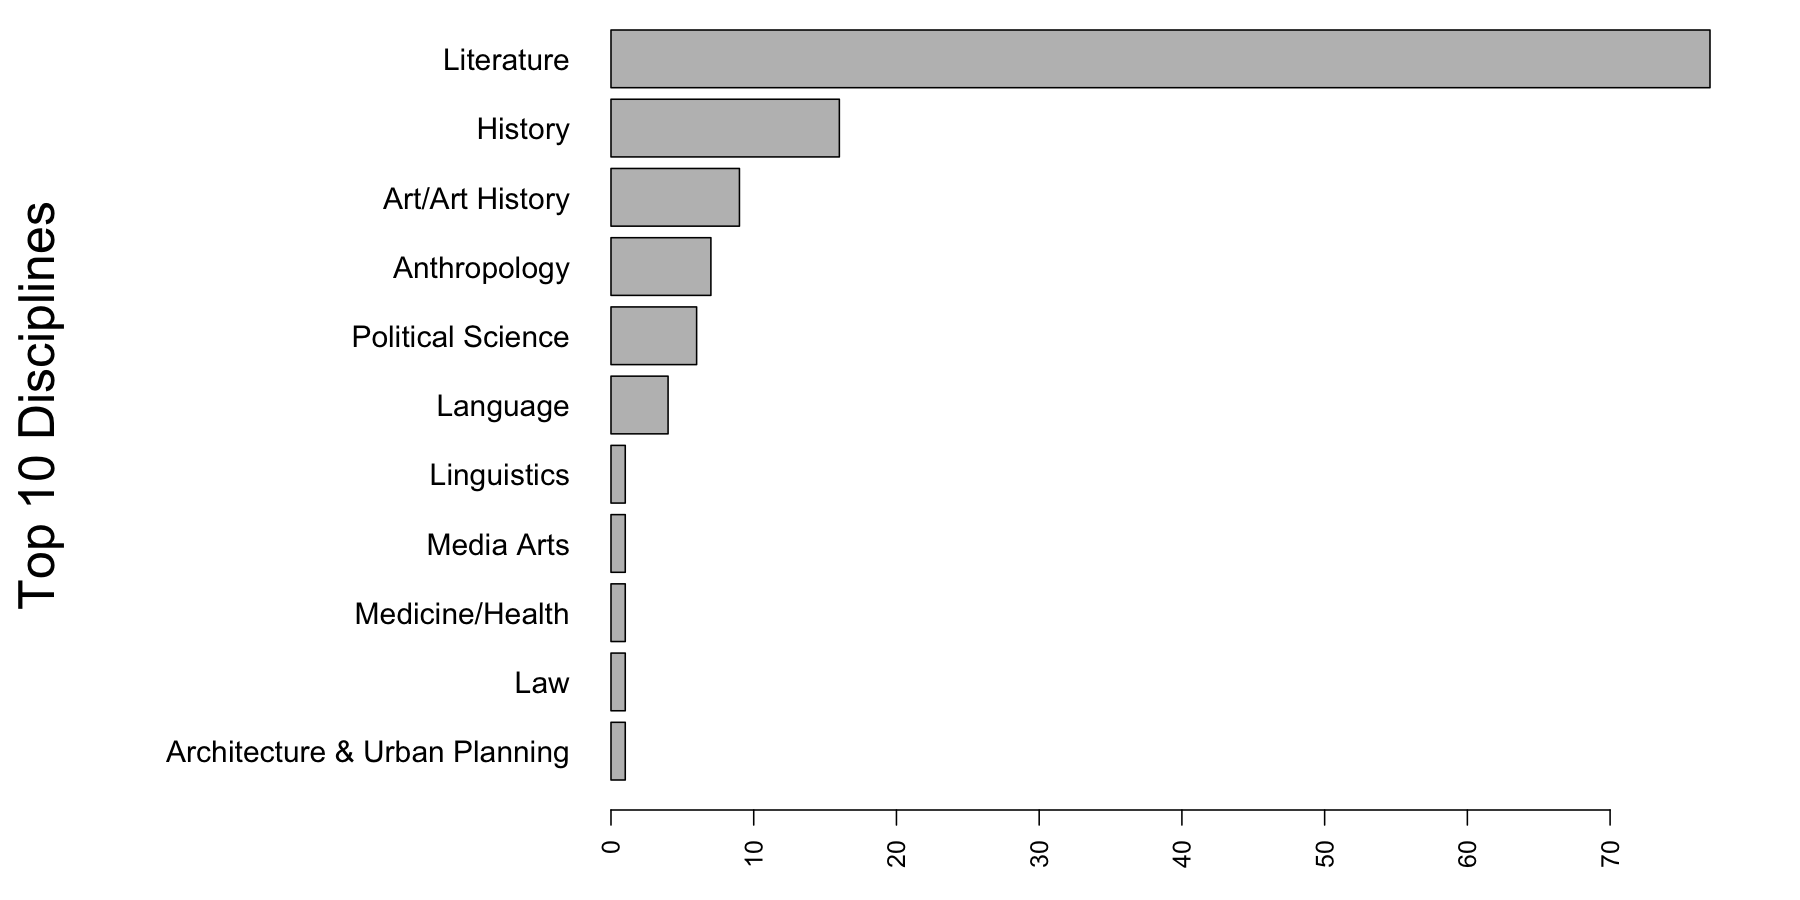 Top 10 Disciplines
Literature
History
Art/Art History
Anthropology
Political Science
Language
Linguistics
Media Arts
Medicine/Health
Law
Architecture & Urban Planning
0 10 20 30 40 50 60 70